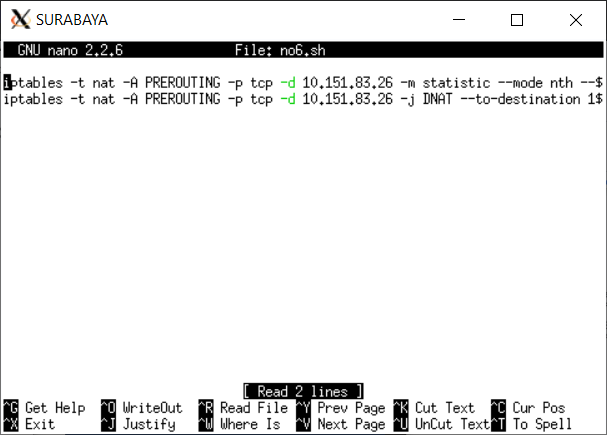 SURABAYA
GNU nano 2.2.6 File: no6.sh
iptables -t nat -A PREROUTING -p tcp -d 10.151.83.26 -m statistic --mode nth --$
iptables -t nat -A PREROUTING -p tcp -d 10.151.83.26 -j DNAT --to-destination 1$
[ Read 2 lines ]
^G Get Help ^O WriteOut ^R Read File ^Y Prev Page ^K Cut Text ^C Cur Pos
^X Exit ^J Justify ^W Where Is ^V Next Page ^U UnCut Text ^T To Spell